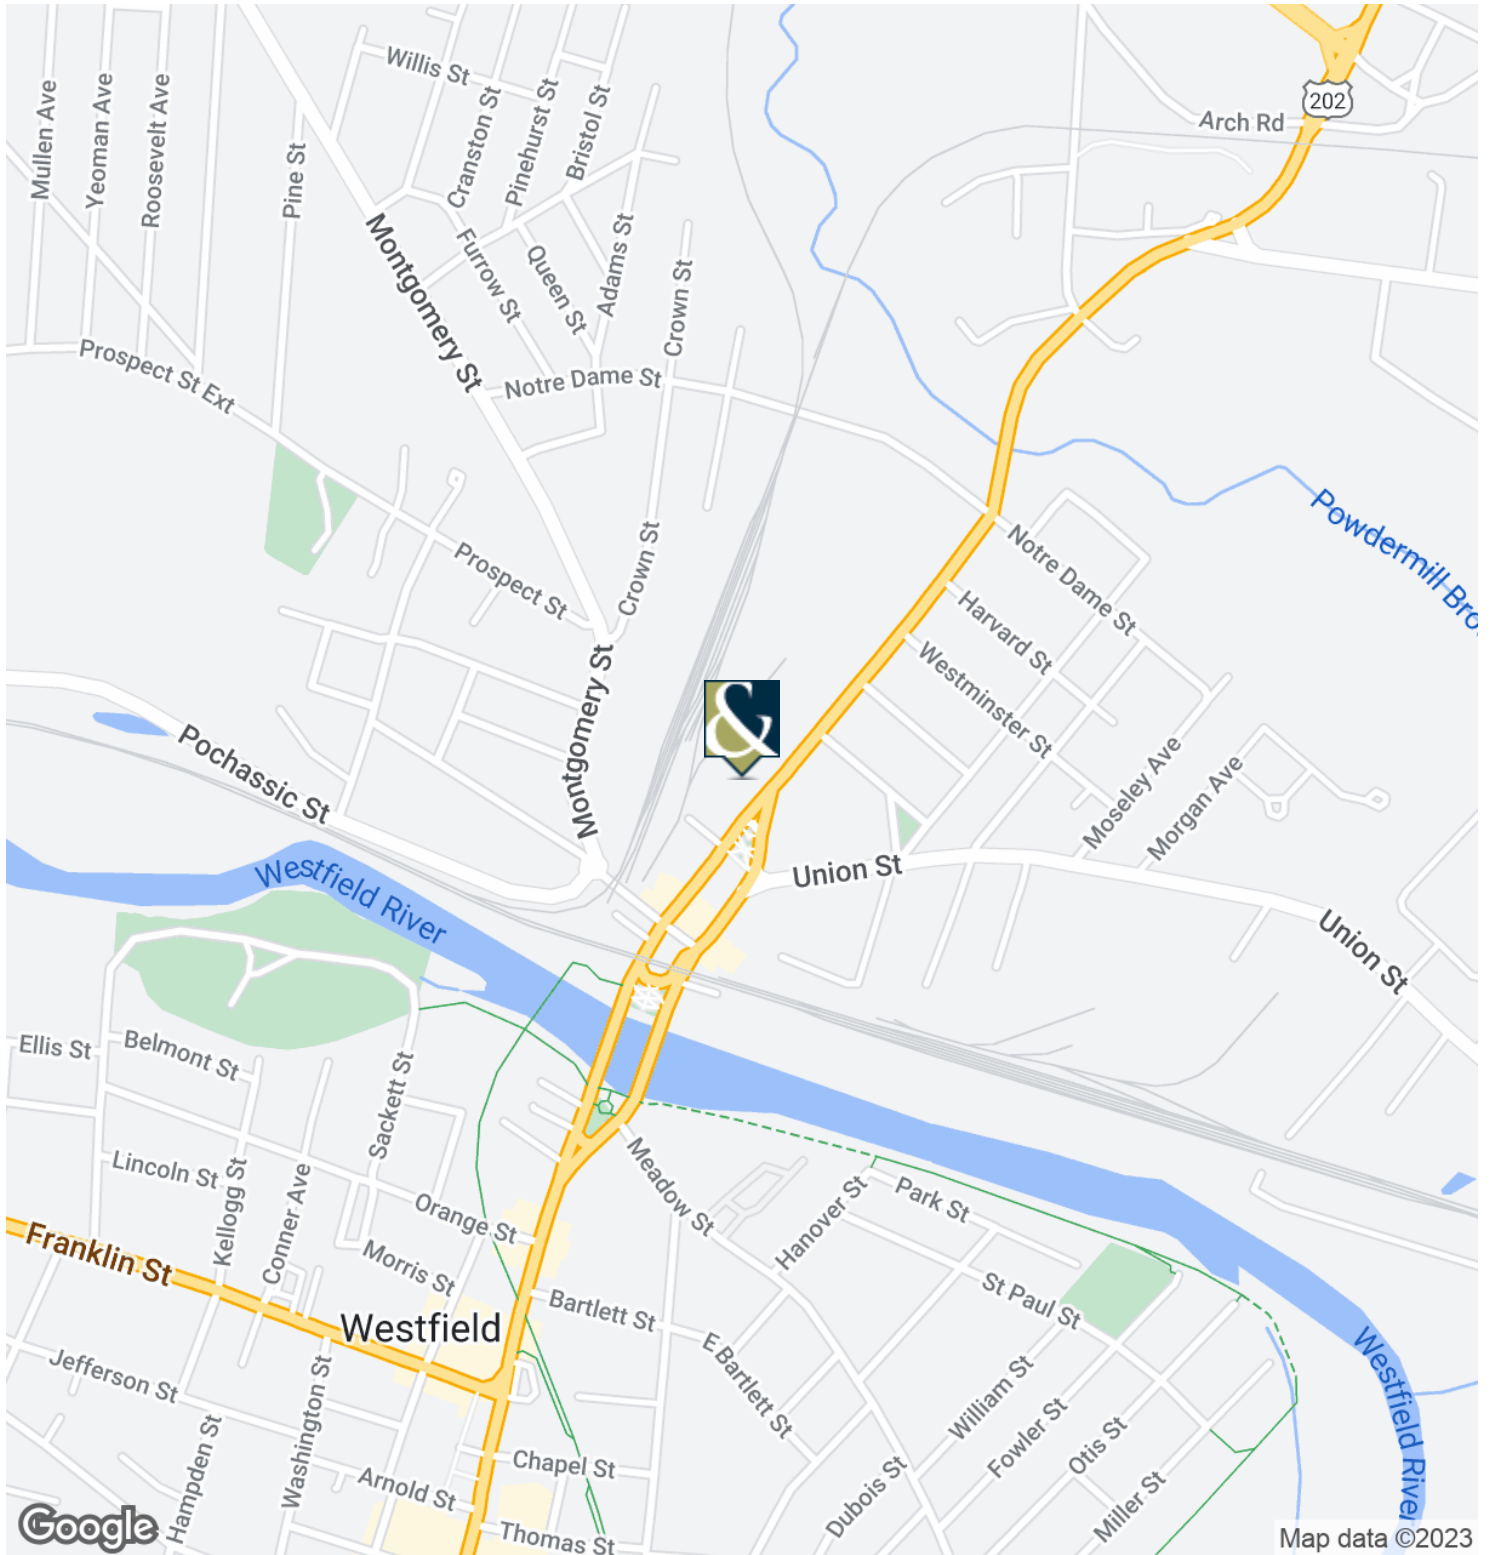 Willis St
202
Arch Rd
Mullen Ave
Yeoman Ave
Roosevelt Ave
Pine St
Cranston St
Pinehurst St
Bristol St
Montgomery St
Furrow St
Queen St
Adams St
Crown St
Prospect St Ext
Notre Dame St
Powdermill Bro
Prospect St
Crown St
Notre Dame St
Harvard St
Westminster St
Montgomery St
&
Pochassic St
Moseley Ave
Morgan Ave
Westfield River
Union St
Union St
Ellis St
Belmont St
Sackett St
Lincoln St
Kellogg St
Conner Ave
Orange St
Meadow St
Hanover St
Park St
Franklin St
Morris St
Bartlett St
St Paul St
Westfield
E Bartlett St
Westfield River
Jefferson St
Washington St
William St
Fowler St
Otis St
Hampden St
Arnold St
Chapel St
Dubois St
Miller St
Thomas St
Google
Map data ©2023